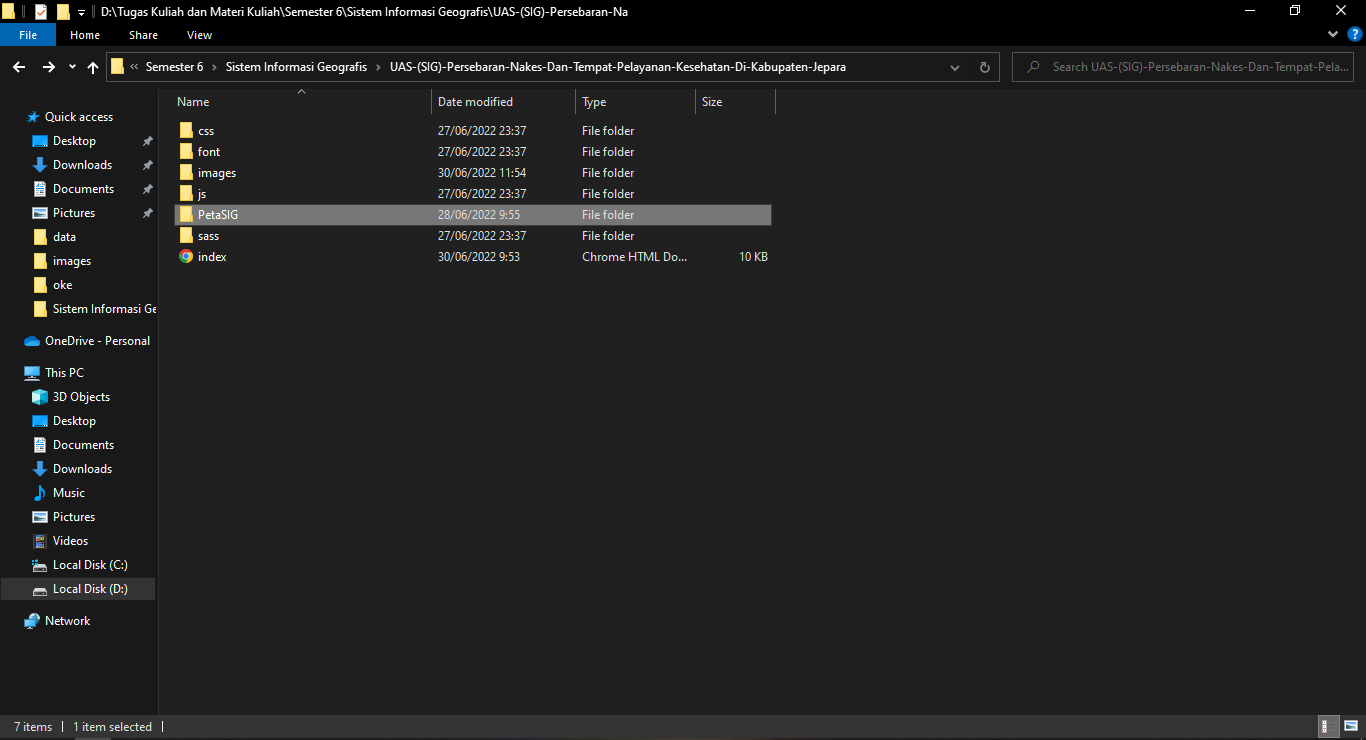 D:\Tugas Kuliah dan Materi Kuliah\Semester 6\Sistem Informasi Geografis\UAS-(SIG)-Persebaran-Na
File Home Share View
« Semester 6 › Sistem Informasi Geografis › UAS-(SIG)-Persebaran-Nakes-Dan-Tempat-Pelayanan-Kesehatan-Di-Kabupaten-Jepara
Search UAS-(SIG)-Persebaran-Nakes-Dan-Tempat-Pela...
Quick access
Desktop
Downloads
Documents
Pictures
data
images
oke
Sistem Informasi Ge
OneDrive - Personal
This PC
3D Objects
Desktop
Documents
Downloads
Music
Pictures
Videos
Local Disk (C:)
Local Disk (D:)
Network
Name Date modified Type Size
css 27/06/2022 23:37 File folder
font 27/06/2022 23:37 File folder
images 30/06/2022 11:54 File folder
js 27/06/2022 23:37 File folder
PetaSIG 28/06/2022 9:55 File folder
sass 27/06/2022 23:37 File folder
index 30/06/2022 9:53 Chrome HTML Do... 10 KB
7 items | 1 item selected |